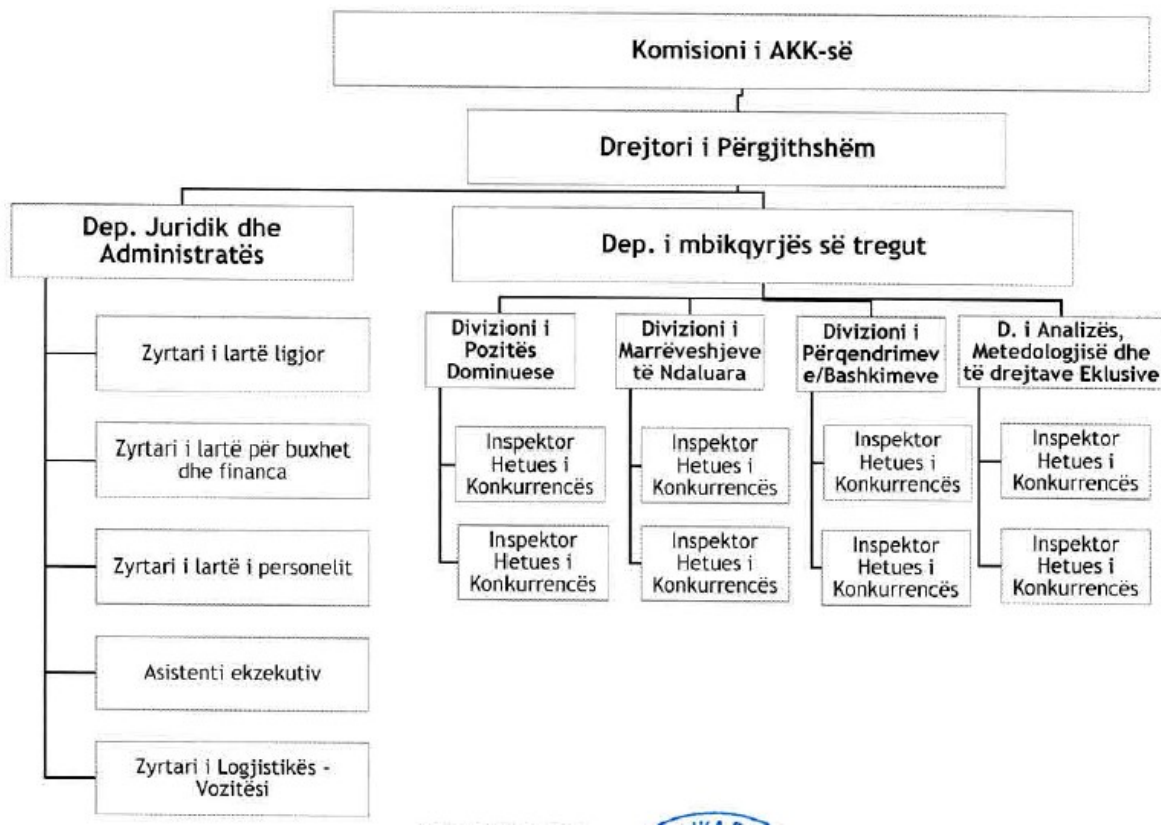 Komisioni i AKK-së
Drejtori i Përgjithshëm
Dep. Juridik dhe
Administratës
Dep. i mbikqyrjës së tregut
Zyrtari i lartë ligjor
Zyrtari i lartë për buxhet
dhe financa
Zyrtari i lartë i personelit
Asistenti ekzekutiv
Zyrtari i Logjistikës -
Vozitësi
Divizioni i
Pozitës
Dominuese
Inspektor
Hetues i
Konkurrencës
Inspektor
Hetues i
Konkurrencës
Divizioni i
Marrëveshjeve
të Ndaluara
Inspektor
Hetues i
Konkurrencës
Inspektor
Hetues i
Konkurrencës
Divizioni i
Përqendrimev
e/Bashkimeve
Inspektor
Hetues i
Konkurrencës
Inspektor
Hetues i
Konkurrencës
D. i Analizës,
Metedologjisë dhe
të drejtave Eklusive
Inspektor
Hetues i
Konkurrencës
Inspektor
Hetues i
Konkurrencës